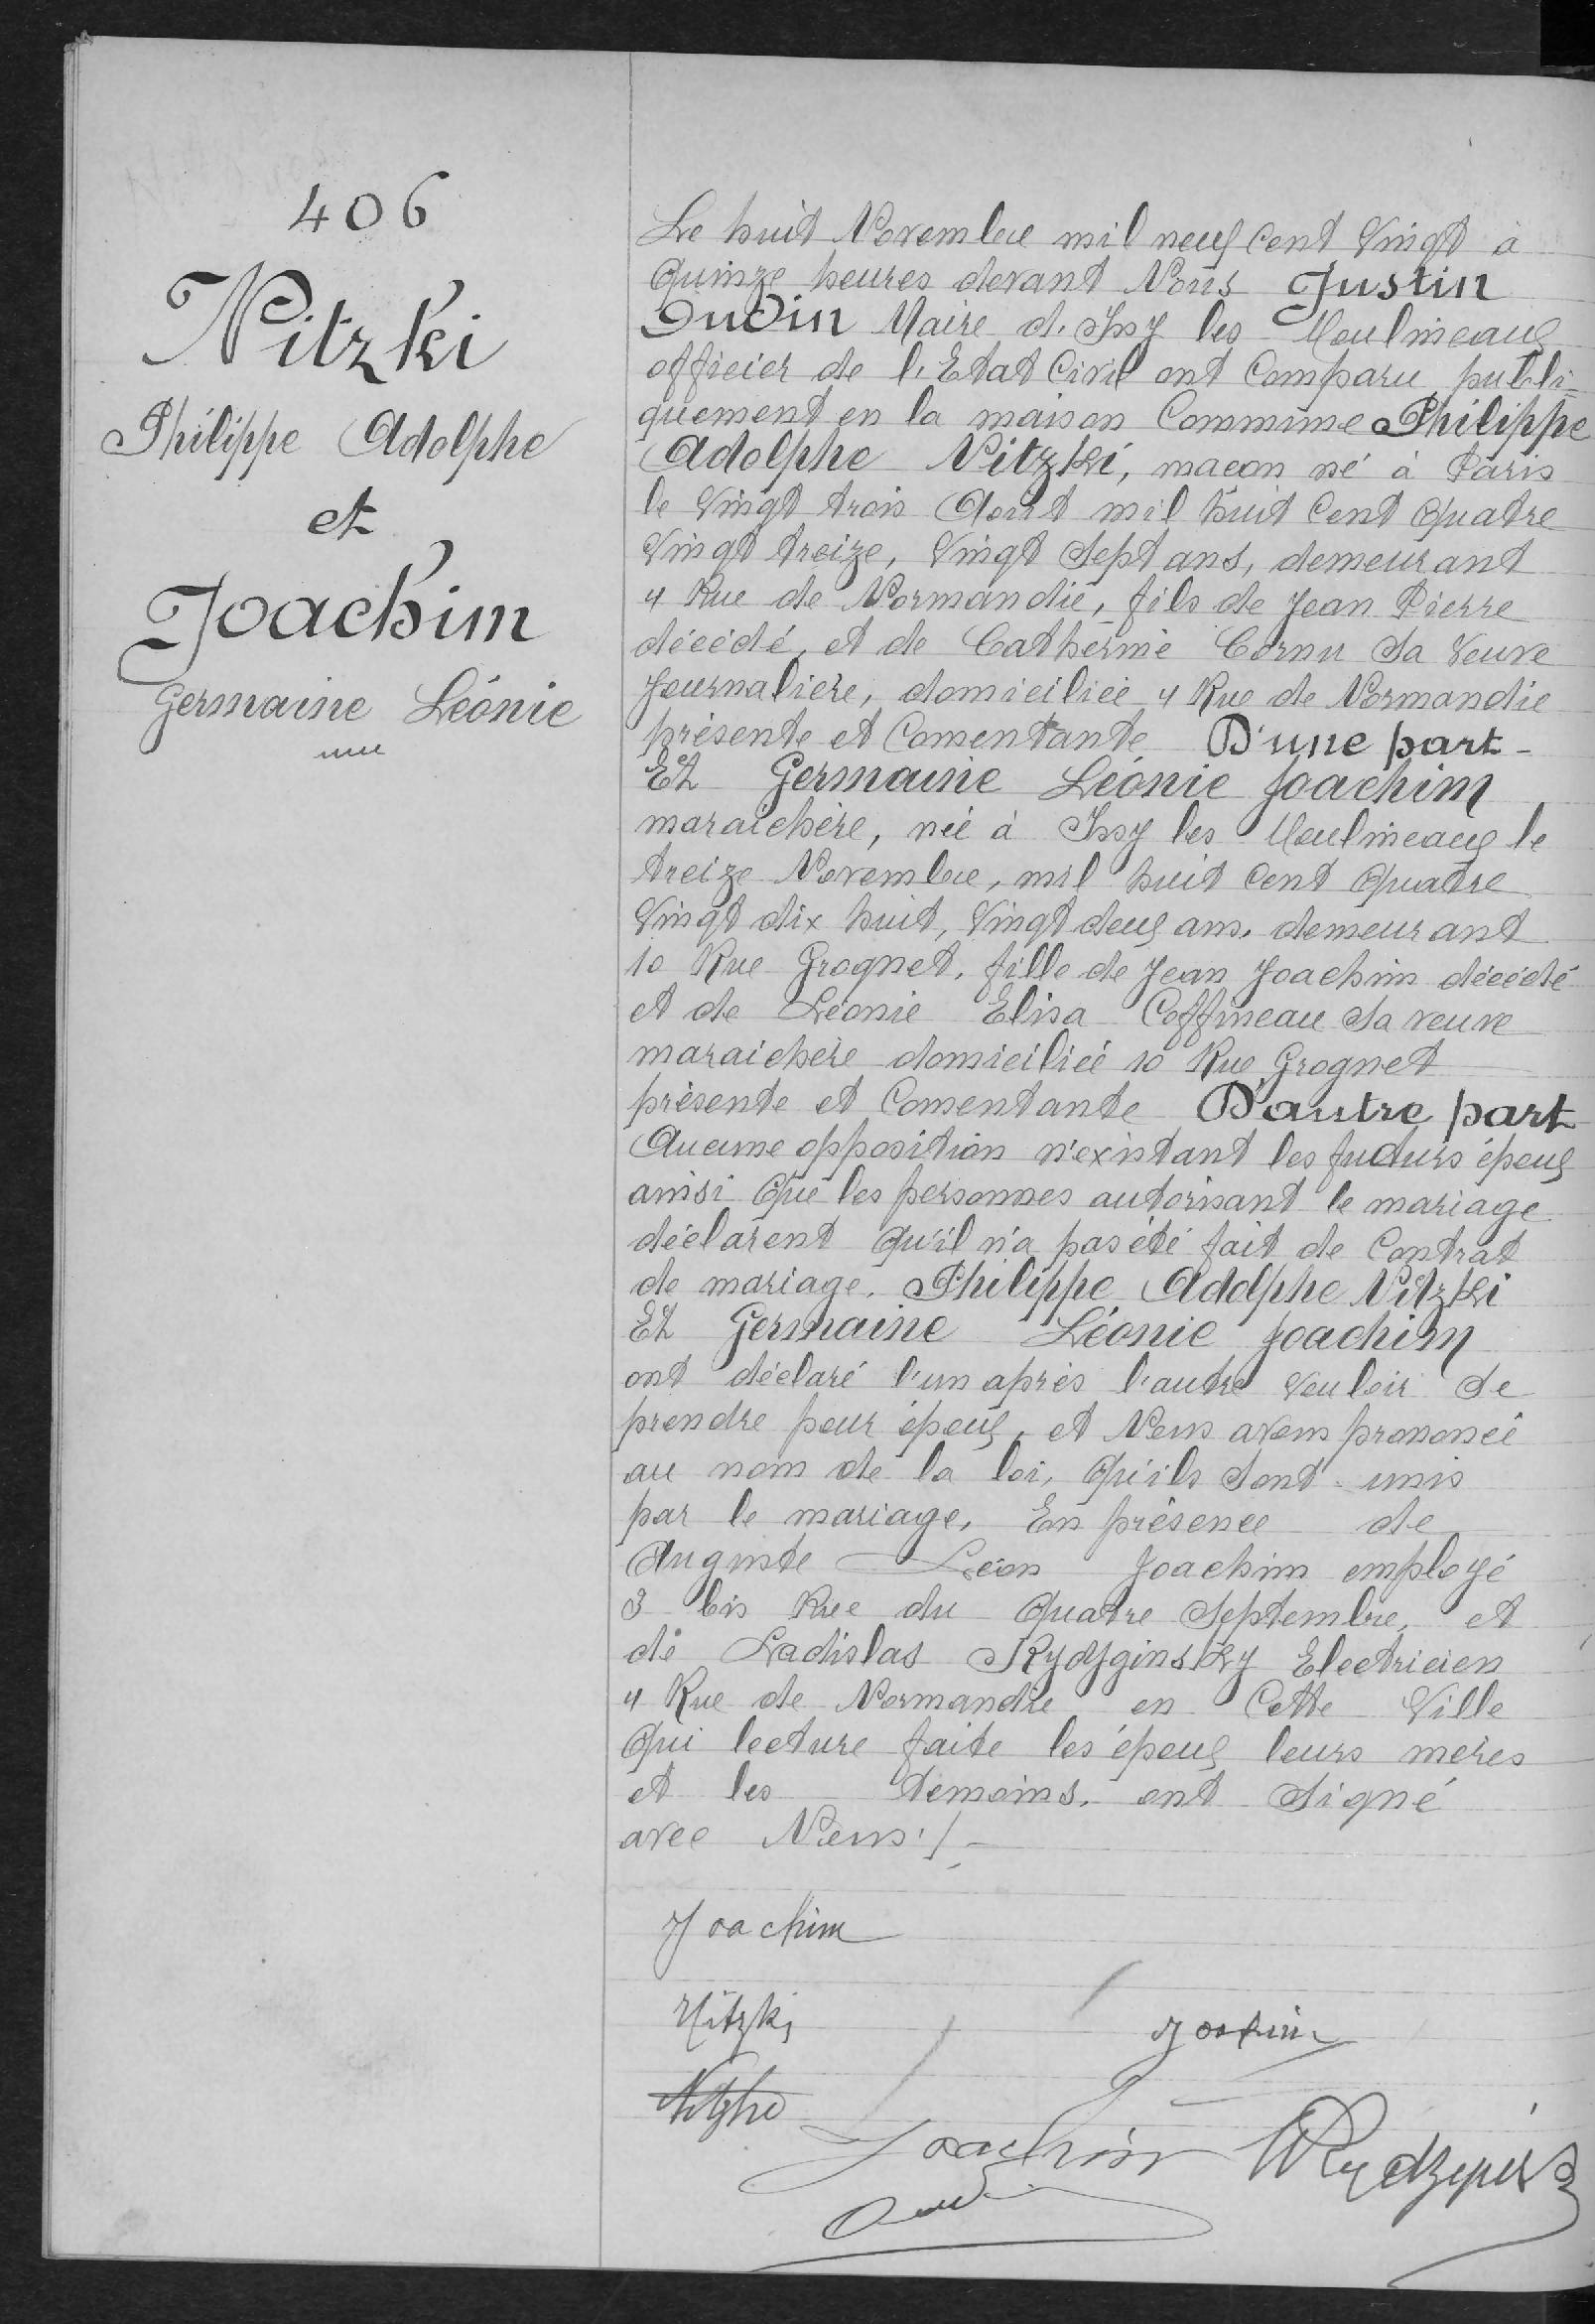 406
Nitzki
Philippe Adolphe
et
Joachim
Germaine Léonie
Le huit Novembre mil neuf cent vingt à
quinze heures devant Nous Justin
Oudin Maire d'Issy les Moulineaux
officier de l'Etat Civil ont comparu publi=
quement en la maison Commune Philippe
Adolphe Nitzki, maçon né à Paris
le vingt trois Aout mil huit cent quatre
vingt treize, vingt sept ans, demeurant
4 Rue de Normandie, fils de Jean Pierre
décédé, et de Catherine Cornu sa veuve
journalière, domiciliée 4 Rue de Normandie
présente et consentante D'une part -
Et Germaine Léonie Joachim
maraichère, née à Issy les Moulineaux le
treize Novembre, mil huit cent quatre
vingt dix huit, vingt deux ans, demeurant
10 Rue Grognet, fille de Jean Joachim décédé
et de Léonie Elisa Coffineau sa veuve
maraichère domiciliée 10 Rue Grognet
présente et consentante D'autre part
Aucune opposition n'existant les futurs époux
ainsi que les personnes autorisant le mariage
déclarent qu'il n'a pas été fait de contrat
de mariage. Philippe Adolphe Nitzki
Et Germaine Léonie Joachim
ont déclaré l'un après l'autre vouloir se
prendre pour époux, et Nous avons prononcé
au nom de la loi, qu'ils sont unis
par le mariage, En présence de
Auguste Léon Joachim employé
3 bis Rue du Quatre Septembre, et
de Ladislas Rydyginsky Electricien
4 Rue de Normandie en cette Ville
qui lecture faite les époux leurs mères
et les temoins. ont signé
avec Nous ./.
Joachim
Nitzki
Joachim
Joachim